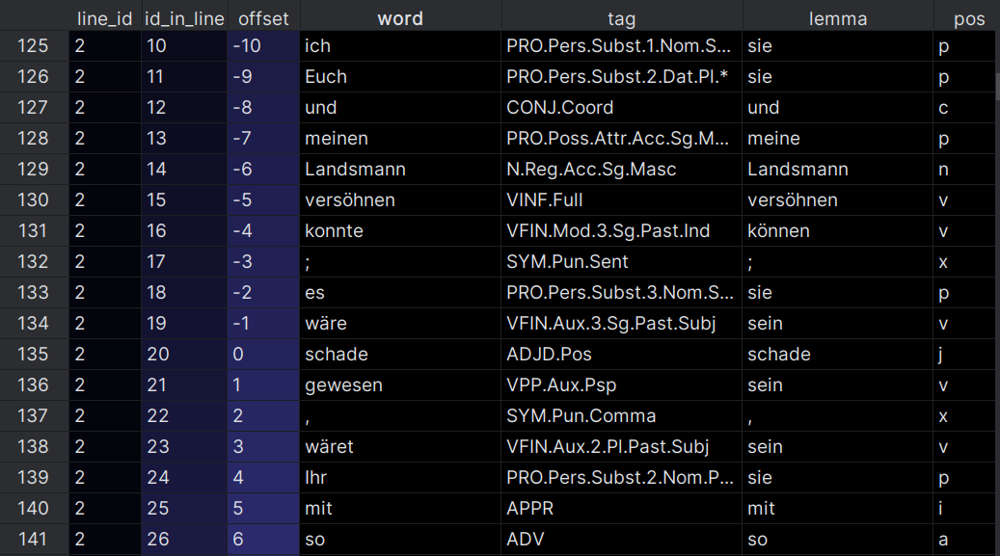 line_id id_in_line offset word tag lemma pos
125 2 10 -10 ich PRO.Pers.Subst.1.Nom.S... sie p
126 2 11 -9 Euch PRO.Pers.Subst.2.Dat.Pl.* sie p
127 2 12 -8 und CONJ.Coord und c
128 2 13 -7 meinen PRO.Poss.Attr.Acc.Sg.M... meine p
129 2 14 -6 Landsmann N.Reg.Acc.Sg.Masc Landsmann n
130 2 15 -5 versöhnen VINF.Full versöhnen v
131 2 16 -4 konnte VFIN.Mod.3.Sg.Past.Ind können v
132 2 17 -3 ; SYM.Pun.Sent ; x
133 2 18 -2 es PRO.Pers.Subst.3.Nom.S... sie p
134 2 19 -1 wäre VFIN.Aux.3.Sg.Past.Subj sein v
135 2 20 0 schade ADJD.Pos schade j
136 2 21 1 gewesen VPP.Aux.Psp sein v
137 2 22 2 , SYM.Pun.Comma , x
138 2 23 3 wäret VFIN.Aux.2.Pl.Past.Subj sein v
139 2 24 4 Ihr PRO.Pers.Subst.2.Nom.P... sie p
140 2 25 5 mit APPR mit i
141 2 26 6 so ADV so a